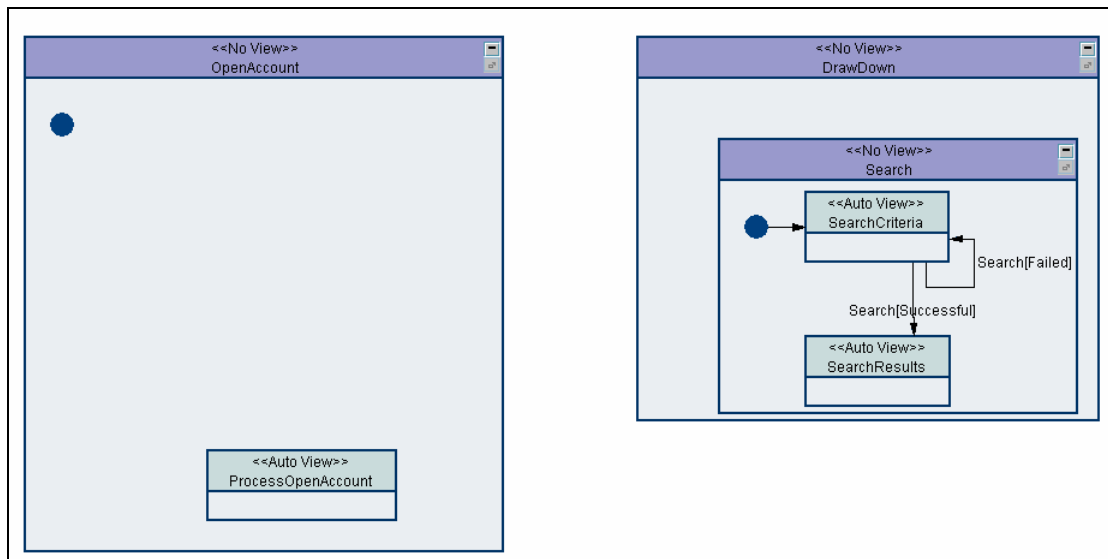 <<No View>>
OpenAccount
<<Auto View>>
ProcessOpenAccount
<<No View>>
DrawDown
<<No View>>
Search
<<Auto View>>
SearchCriteria
Search[Failed]
Search[Successful]
<<Auto View>>
SearchResults